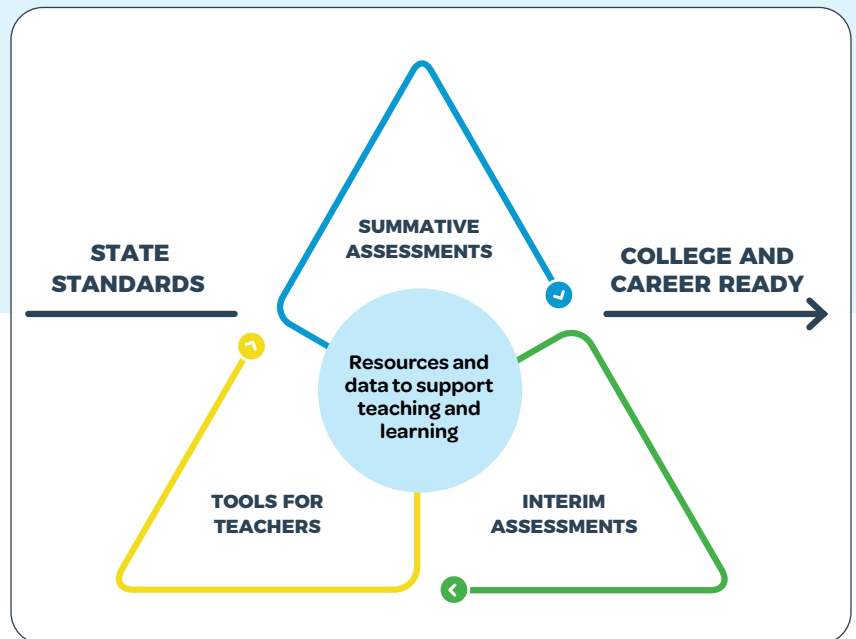 SUMMATIVE
ASSESSMENTS
STATE
STANDARDS
COLLEGE AND
CAREER READY
Resources and
data to support
teaching and
learning
TOOLS FOR
TEACHERS
INTERIM
ASSESSMENTS